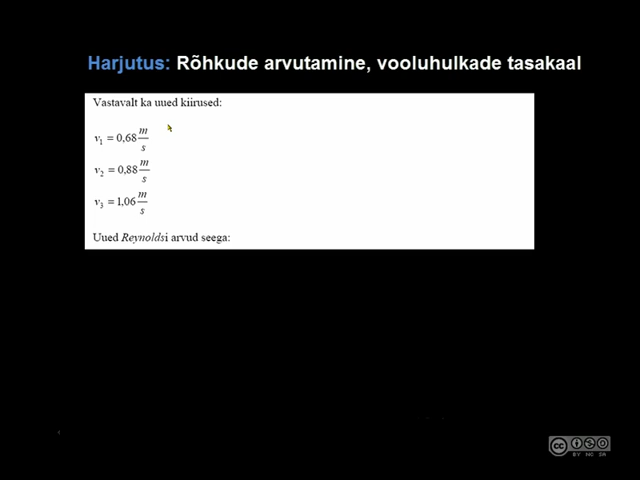 Harjutus: Rõhkude arvutamine, vooluhulkade tasakaal
Vastavalt ka uued kiirused:
v₁ = 0,68 m/s
v₂ = 0,88 m/s
v₃ = 1,06 m/s
Uued Reynoldsi arvud seega:
BY NC SA